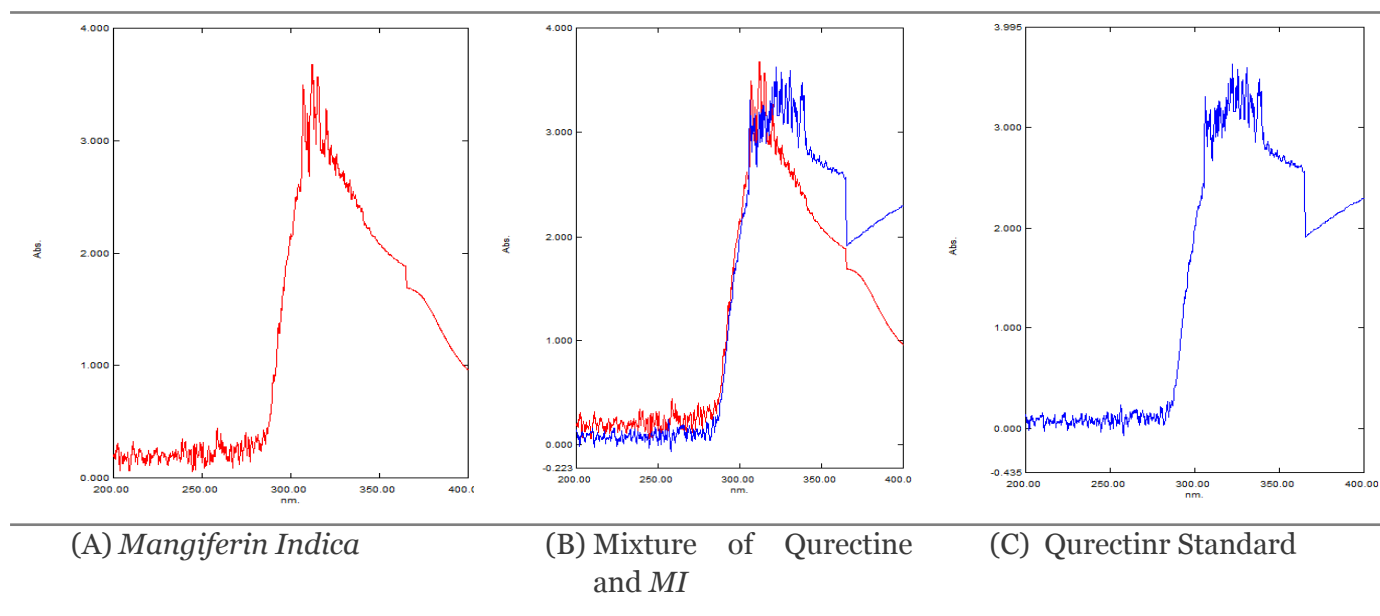 4.000
3.000
2.000
1.000
0.000
Abs.
200.00 250.00 300.00 350.00 400.0
nm.
4.000
3.000
2.000
1.000
0.000
-0.223
Abs.
200.00 250.00 300.00 350.00 400.0
nm.
3.995
3.000
2.000
1.000
0.000
-0.435
Abs.
200.00 250.00 300.00 350.00 400.00
nm.
(A) Mangiferin Indica
(B) Mixture of Qurectine
and MI
(C) Qurectinr Standard